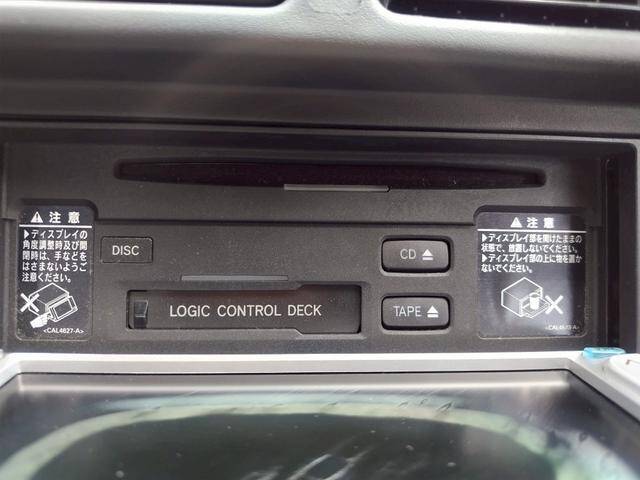 ⚠注意
▶ディスプレイの
角度調整時及び開
閉時は、手などを
はさまないようご
注意ください。
<CAL4627-A>
DISC
LOGIC CONTROL DECK
CD ⏏
TAPE ⏏
⚠注意
▶ディスプレイ部を開けたままの
状態で、放置しないでください。
▶ディスプレイ部の上に物を置か
ないでください。